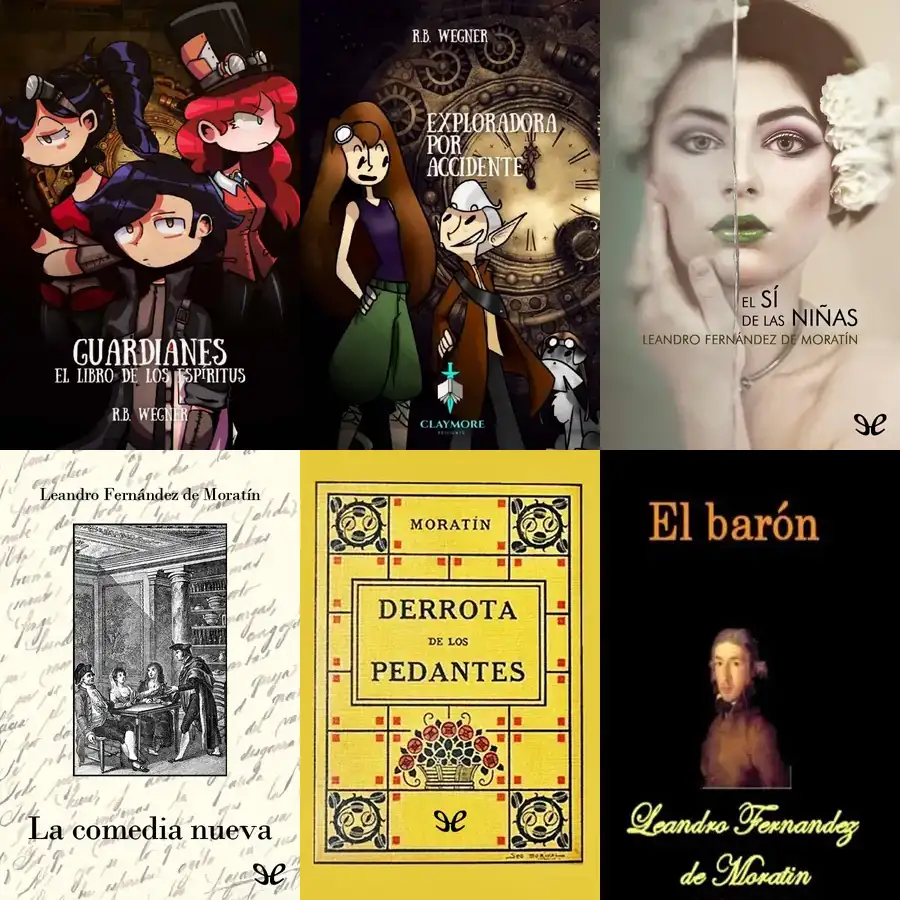 GUARDIANES
EL LIBRO DE LOS ESPÍRITUS
R.B. WEGNER
R.B. WEGNER
EXPLORADORA
POR
ACCIDENTE
CLAYMORE
EL SÍ
DE LAS NIÑAS
LEANDRO FERNÁNDEZ DE MORATÍN
Leandro Fernández de Moratín
La comedia nueva
MORATÍN
DERROTA
DE LOS
PEDANTES
El barón
Leandro Fernandez
de Moratin